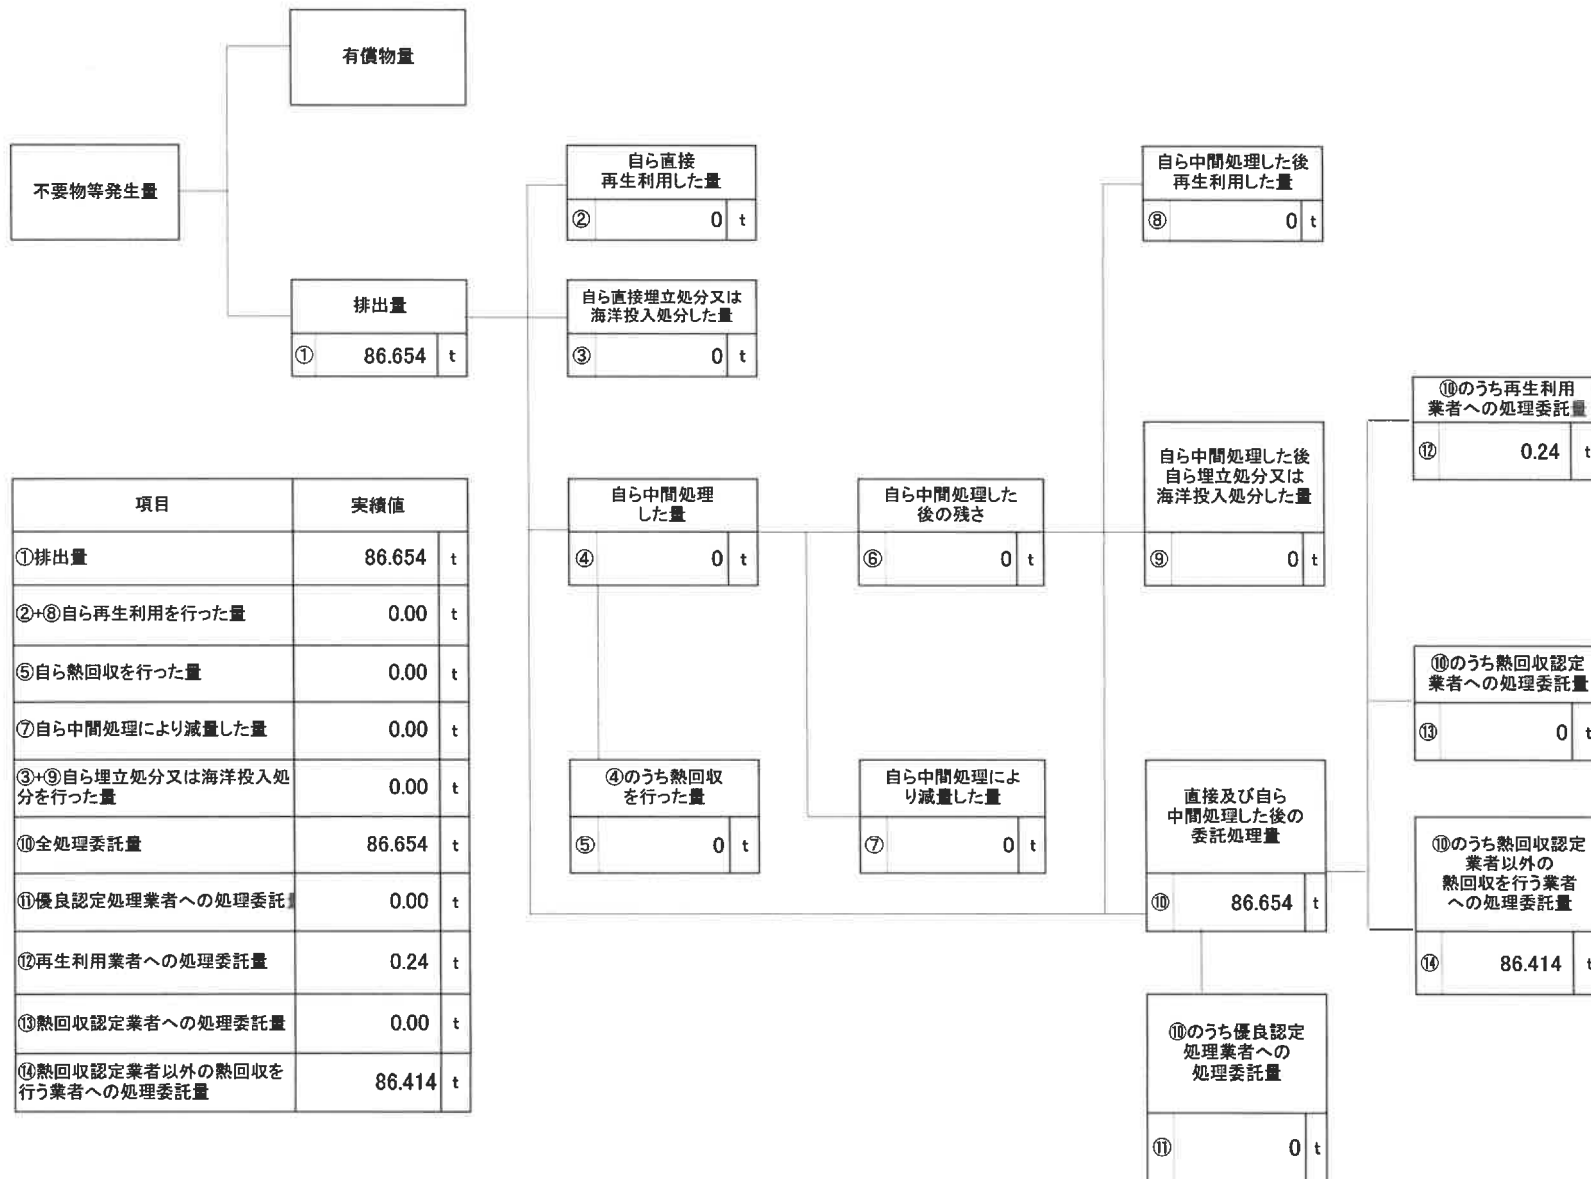 有償物量
不要物等発生量
排出量
① 86.654 t
自ら直接
再生利用した量
② 0 t
自ら直接埋立処分又は
海洋投入処分した量
③ 0 t
自ら中間処理
した量
④ 0 t
④のうち熱回収
を行った量
⑤ 0 t
自ら中間処理した
後の残さ
⑥ 0 t
自ら中間処理によ
り減量した量
⑦ 0 t
自ら中間処理した後
再生利用した量
⑧ 0 t
自ら中間処理した後
自ら埋立処分又は
海洋投入処分した量
⑨ 0 t
直接及び自ら
中間処理した後の
委託処理量
⑩ 86.654 t
⑩のうち優良認定
処理業者への
処理委託量
⑪ 0 t
⑩のうち再生利用
業者への処理委託量
⑫ 0.24 t
⑩のうち熱回収認定
業者への処理委託量
⑬ 0 t
⑩のうち熱回収認定
業者以外の
熱回収を行う業者
への処理委託量
⑭ 86.414 t
項目 実績値
①排出量 86.654 t
②+⑧自ら再生利用を行った量 0.00 t
⑤自ら熱回収を行った量 0.00 t
⑦自ら中間処理により減量した量 0.00 t
③+⑨自ら埋立処分又は海洋投入処
分を行った量 0.00 t
⑩全処理委託量 86.654 t
⑪優良認定処理業者への処理委託 0.00 t
⑫再生利用業者への処理委託量 0.24 t
⑬熱回収認定業者への処理委託量 0.00 t
⑭熱回収認定業者以外の熱回収を
行う業者への処理委託量 86.414 t